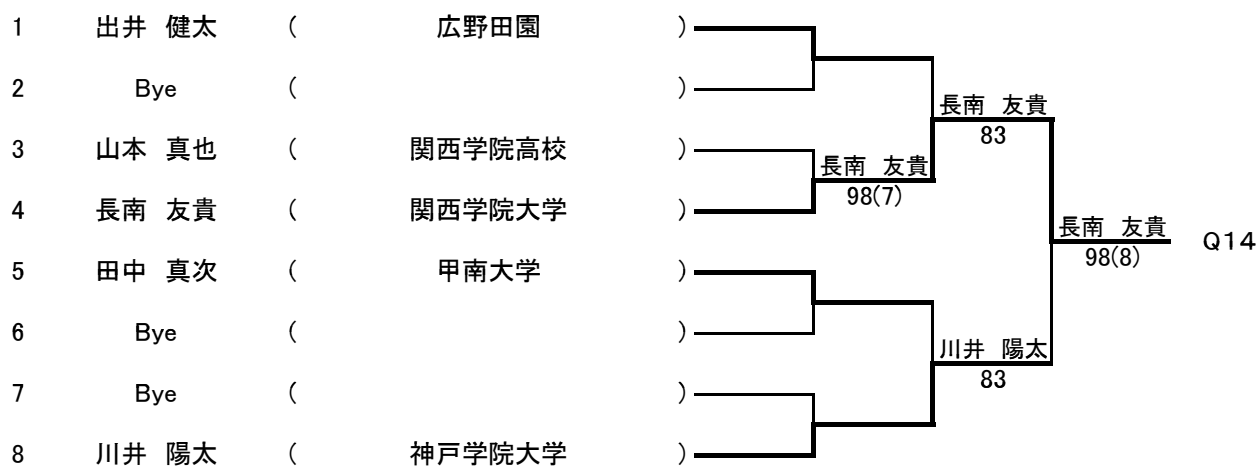 1 出井 健太 ( 広野田園 )
2 Bye ( )
長南 友貴
83
3 山本 真也 ( 関西学院高校 )
長南 友貴
98(7)
4 長南 友貴 ( 関西学院大学 )
長南 友貴
98(8)
Q14
5 田中 真次 ( 甲南大学 )
6 Bye ( )
川井 陽太
83
7 Bye ( )
8 川井 陽太 ( 神戸学院大学 )